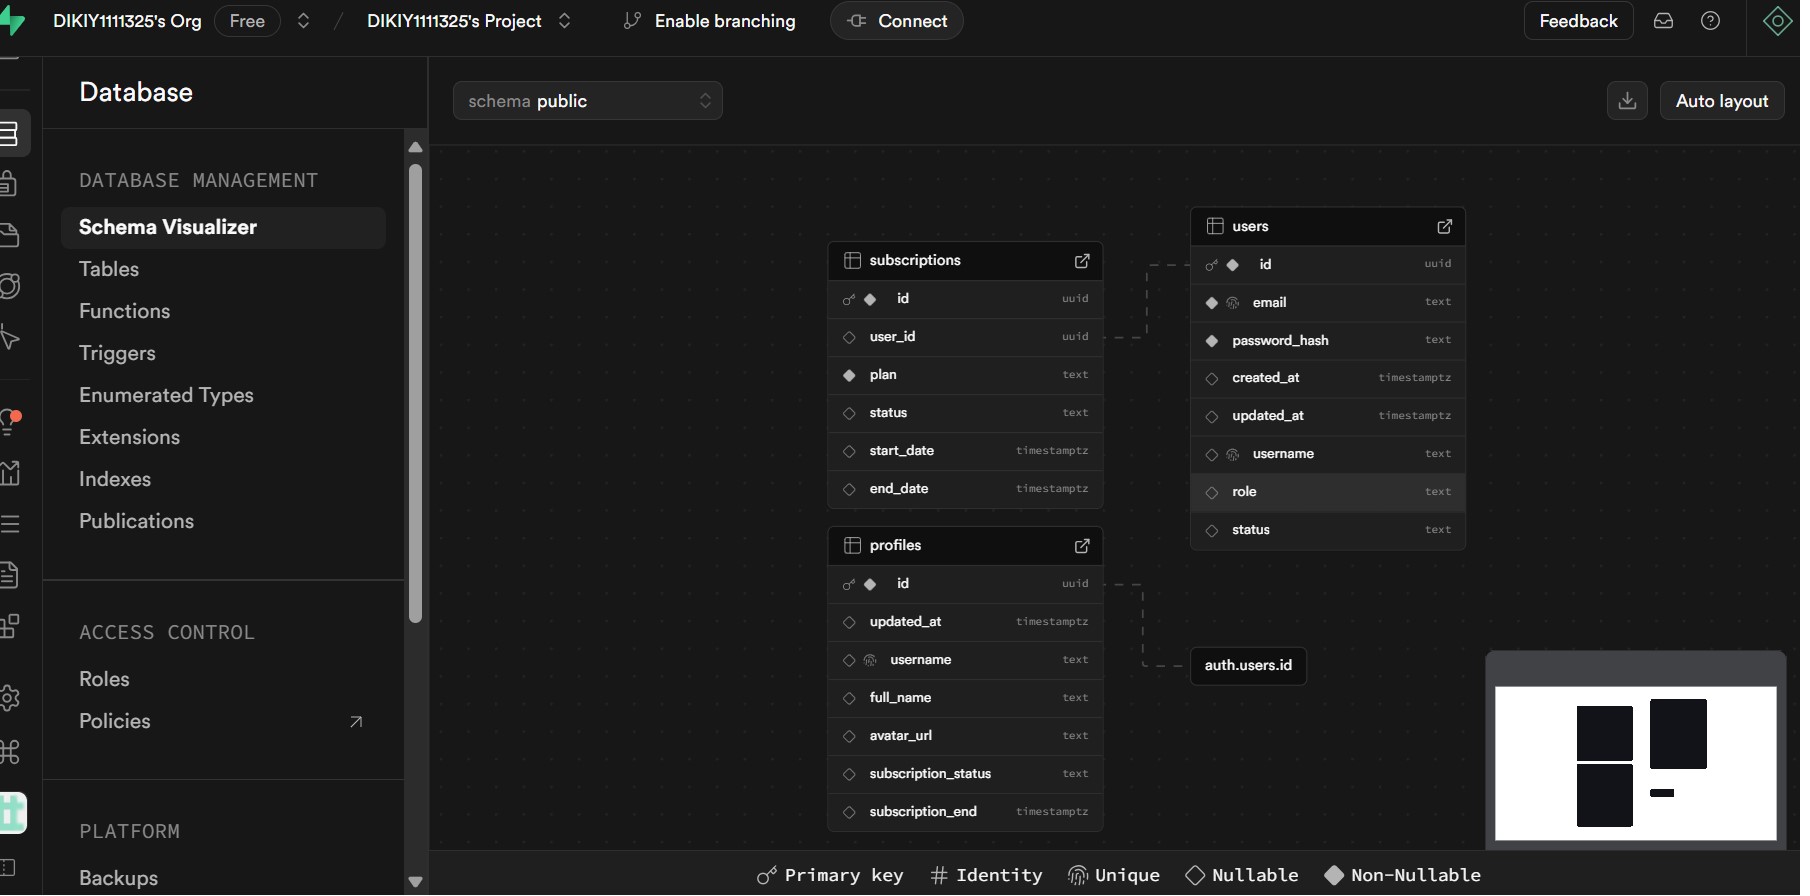 DIKIY1111325's Org Free / DIKIY1111325's Project Enable branching Connect Feedback
Database
schema public
Auto layout
DATABASE MANAGEMENT
Schema Visualizer
Tables
Functions
Triggers
Enumerated Types
Extensions
Indexes
Publications
ACCESS CONTROL
Roles
Policies
PLATFORM
Backups
subscriptions
id uuid
user_id uuid
plan text
status text
start_date timestamptz
end_date timestamptz
users
id uuid
email text
password_hash text
created_at timestamptz
updated_at timestamptz
username text
role text
status text
profiles
id uuid
updated_at timestamptz
username text
full_name text
avatar_url text
subscription_status text
subscription_end timestamptz
auth.users.id
Primary key Identity Unique Nullable Non-Nullable